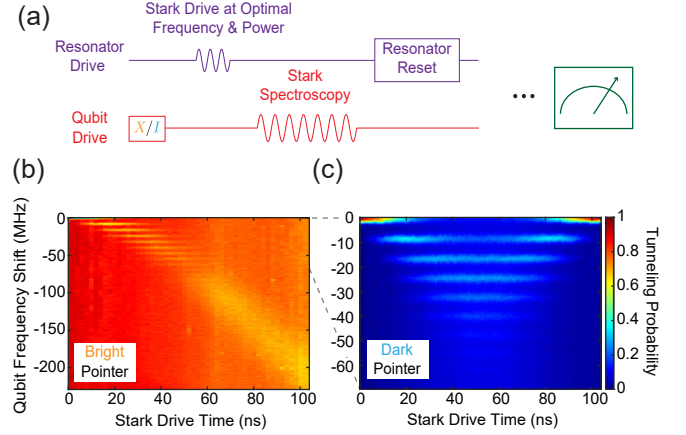 (a)
Stark Drive at Optimal
Frequency & Power
Resonator
Drive
Resonator
Reset
Stark
Spectroscopy
Qubit
Drive
X/I
...
(b)
(c)
Qubit Frequency Shift (MHz)
0
-50
-100
-150
-200
Bright
Pointer
0 20 40 60 80 100
Stark Drive Time (ns)
0
-10
-20
-30
-40
-50
-60
Dark
Pointer
0 20 40 60 80 100
Stark Drive Time (ns)
1
0.8
0.6
0.4
0.2
0
Tunneling Probability